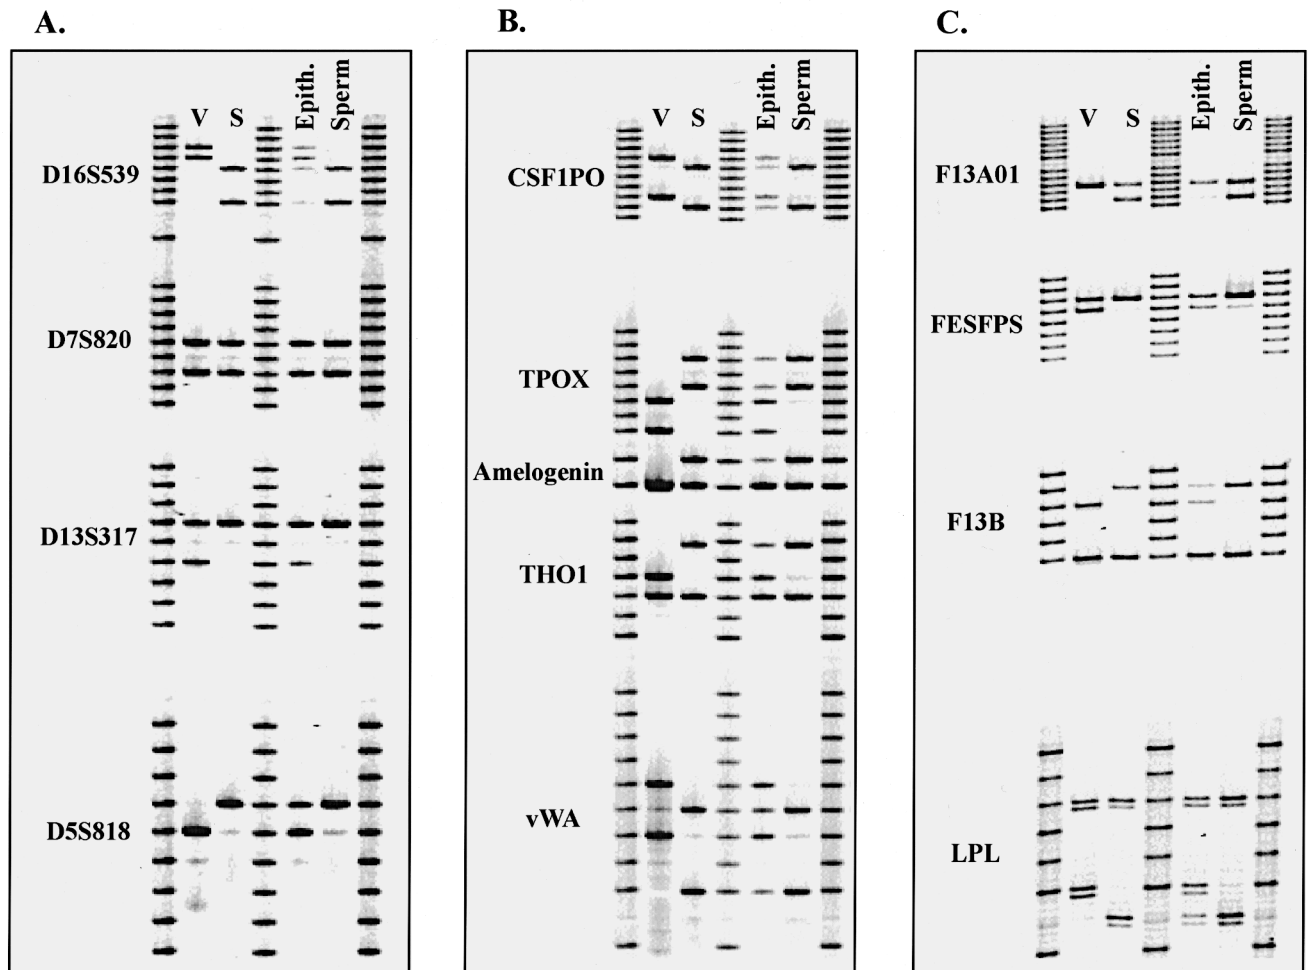 A.
V S Epith. Sperm
D16S539
D7S820
D13S317
D5S818
B.
V S Epith. Sperm
CSF1PO
TPOX
Amelogenin
THO1
vWA
C.
V S Epith. Sperm
F13A01
FESFPS
F13B
LPL